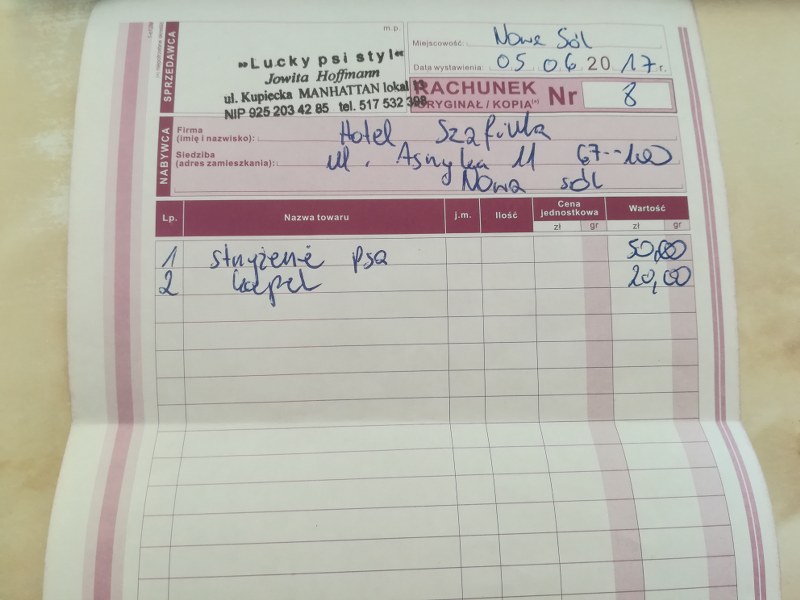 m.p.
SPRZEDAWCA
»Lucky psi styl«
Jowita Hoffmann
ul. Kupiecka MANHATTAN lokal
NIP 925 203 42 85 tel. 517 532
Miejscowość: Nowa Sól
Data wystawienia: 05.06.2017 r.
RACHUNEK Nr 8
ORYGINAŁ / KOPIA(*)
NABYWCA
Firma
(imię i nazwisko): Hotel
Siedziba
(adres zamieszkania): ul. Asnyka 11 67-100
Nowa sól
Lp. Nazwa towaru j.m. Ilość Cena jednostkowa Wartość
zł gr zł gr
1 strzyżenie psa 50,00
2 kąpiel 20,00